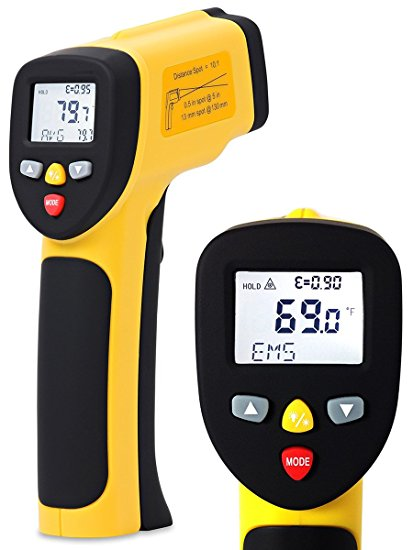 HOLD ε=0.95
79.7
AVG 79.7
MODE
Distance:Spot = 10:1
0.5 in spot @ 5 in
13 mm spot @ 130 mm
HOLD ε=0.90
69.0 °F
EMS
MODE